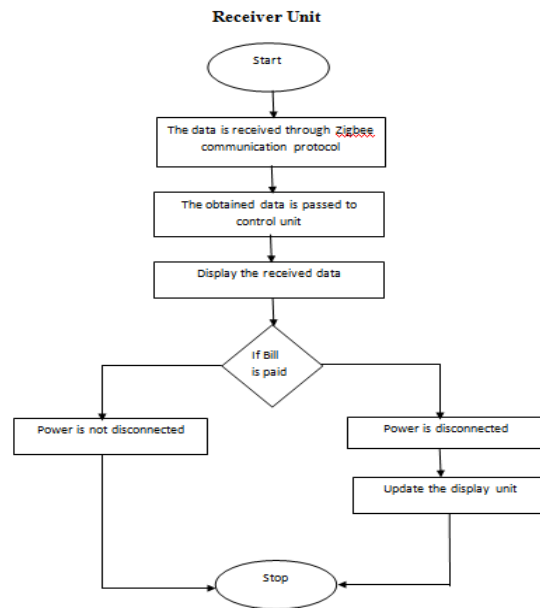 Receiver Unit
Start
The data is received through Zigbee
communication protocol
The obtained data is passed to
control unit
Display the received data
If Bill
is paid
Power is not disconnected
Power is disconnected
Update the display unit
Stop